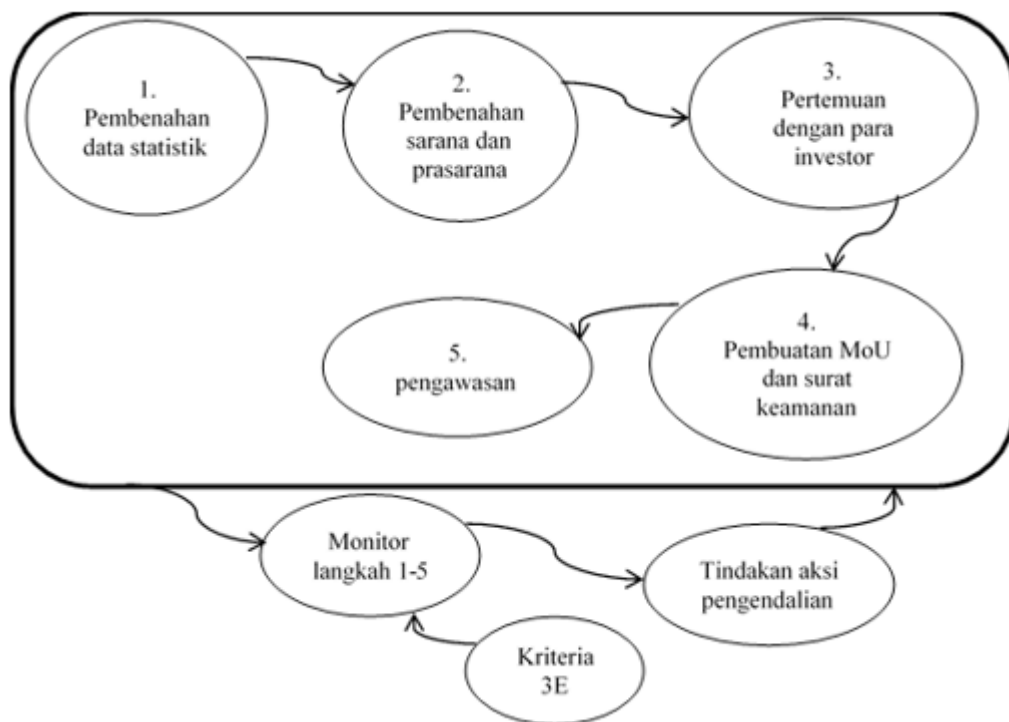 1.
Pembenahan
data statistik
2.
Pembenahan
sarana dan
prasarana
3.
Pertemuan
dengan para
investor
4.
Pembuatan MoU
dan surat
keamanan
5.
pengawasan
Monitor
langkah 1-5
Tindakan aksi
pengendalian
Kriteria
3E